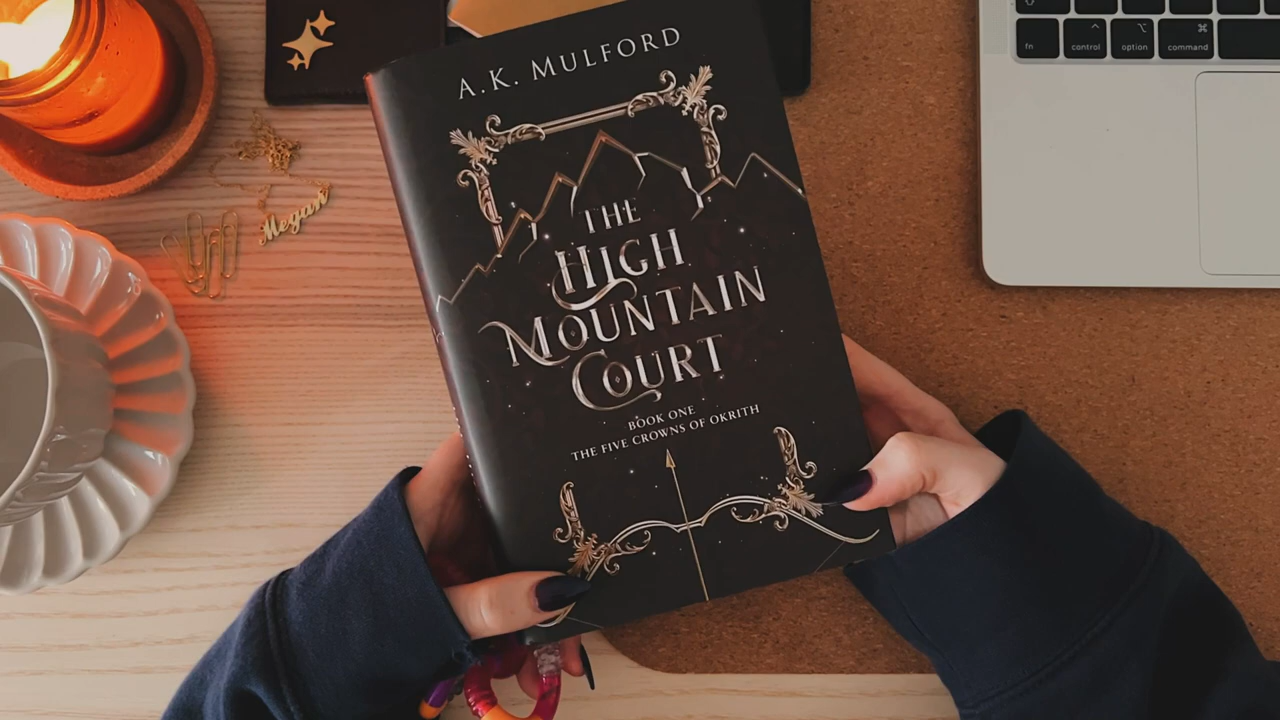 A.K. MULFORD
THE
HIGH
MOUNTAIN
COURT
BOOK ONE
THE FIVE CROWNS OF OKRITH
Megan
fn
control
option
command